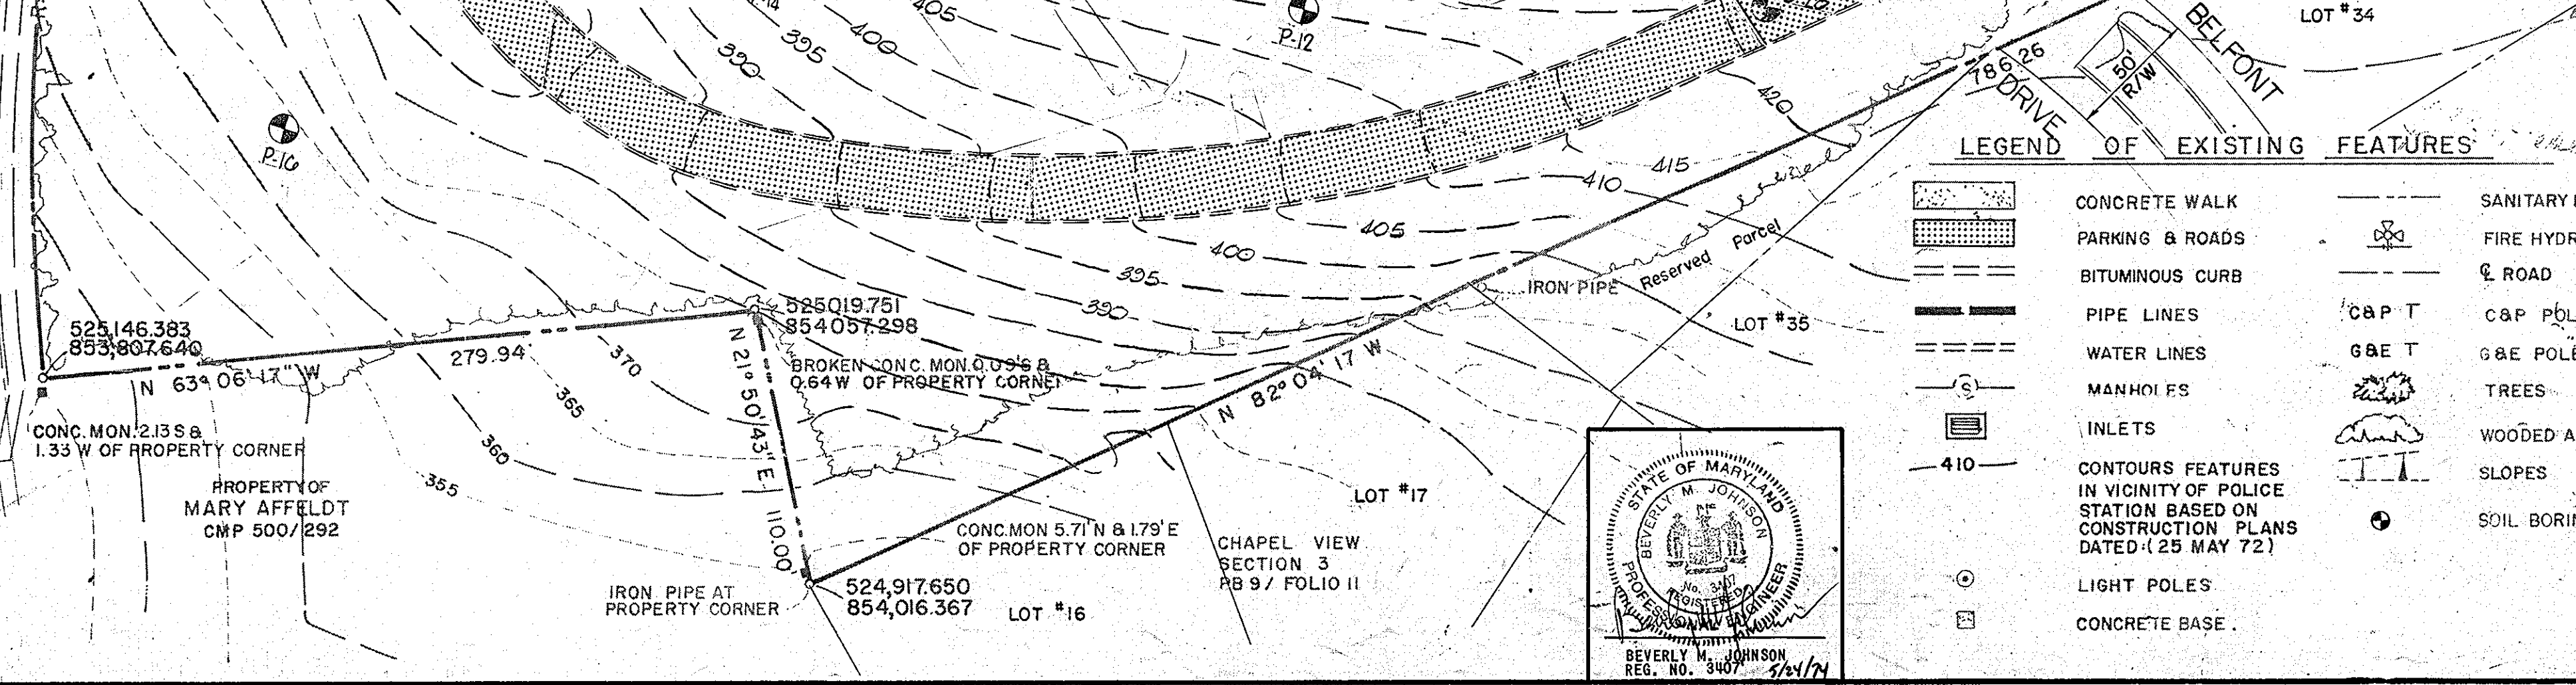 405
400
395
390
P-12
P-16
420
415
410
405
400
395
390
786.26
BELFONT
DRIVE
50'
R/W
LOT #34
525,146.383
853,807.640
N 63° 06' 17" W
279.94
525019.751
854057.298
BROKEN CONC. MON. 0.09'S &
0.64 W OF PROPERTY CORNER
N 21° 50' 43" E
110.00'
370
365
360
355
CONC. MON. 2.13 S &
1.33 W OF PROPERTY CORNER
PROPERTY OF
MARY AFFELDT
CMP 500/292
IRON PIPE
Reserved Parcel
LOT #35
N 82° 04' 17 W
LOT #17
CONC. MON 5.71' N & 1.79' E
OF PROPERTY CORNER
CHAPEL VIEW
SECTION 3
PB 9 / FOLIO 11
IRON PIPE AT
PROPERTY CORNER
524,917.650
854,016.367
LOT #16
STATE OF MARYLAND
BEVERLY M. JOHNSON
No. 3407
REGISTERED
PROFESSIONAL ENGINEER
BEVERLY M. JOHNSON
REG. NO. 3407 5/24/74
LEGEND OF EXISTING FEATURES
CONCRETE WALK
PARKING & ROADS
BITUMINOUS CURB
PIPE LINES
WATER LINES
S MANHOLES
INLETS
410 CONTOURS FEATURES
IN VICINITY OF POLICE
STATION BASED ON
CONSTRUCTION PLANS
DATED:(25 MAY 72)
LIGHT POLES
CONCRETE BASE.
SANITARY
FIRE HYDR
℄ ROAD
C&P T C&P POL
G&E T G&E POLE
TREES
WOODED A
SLOPES
SOIL BORIN